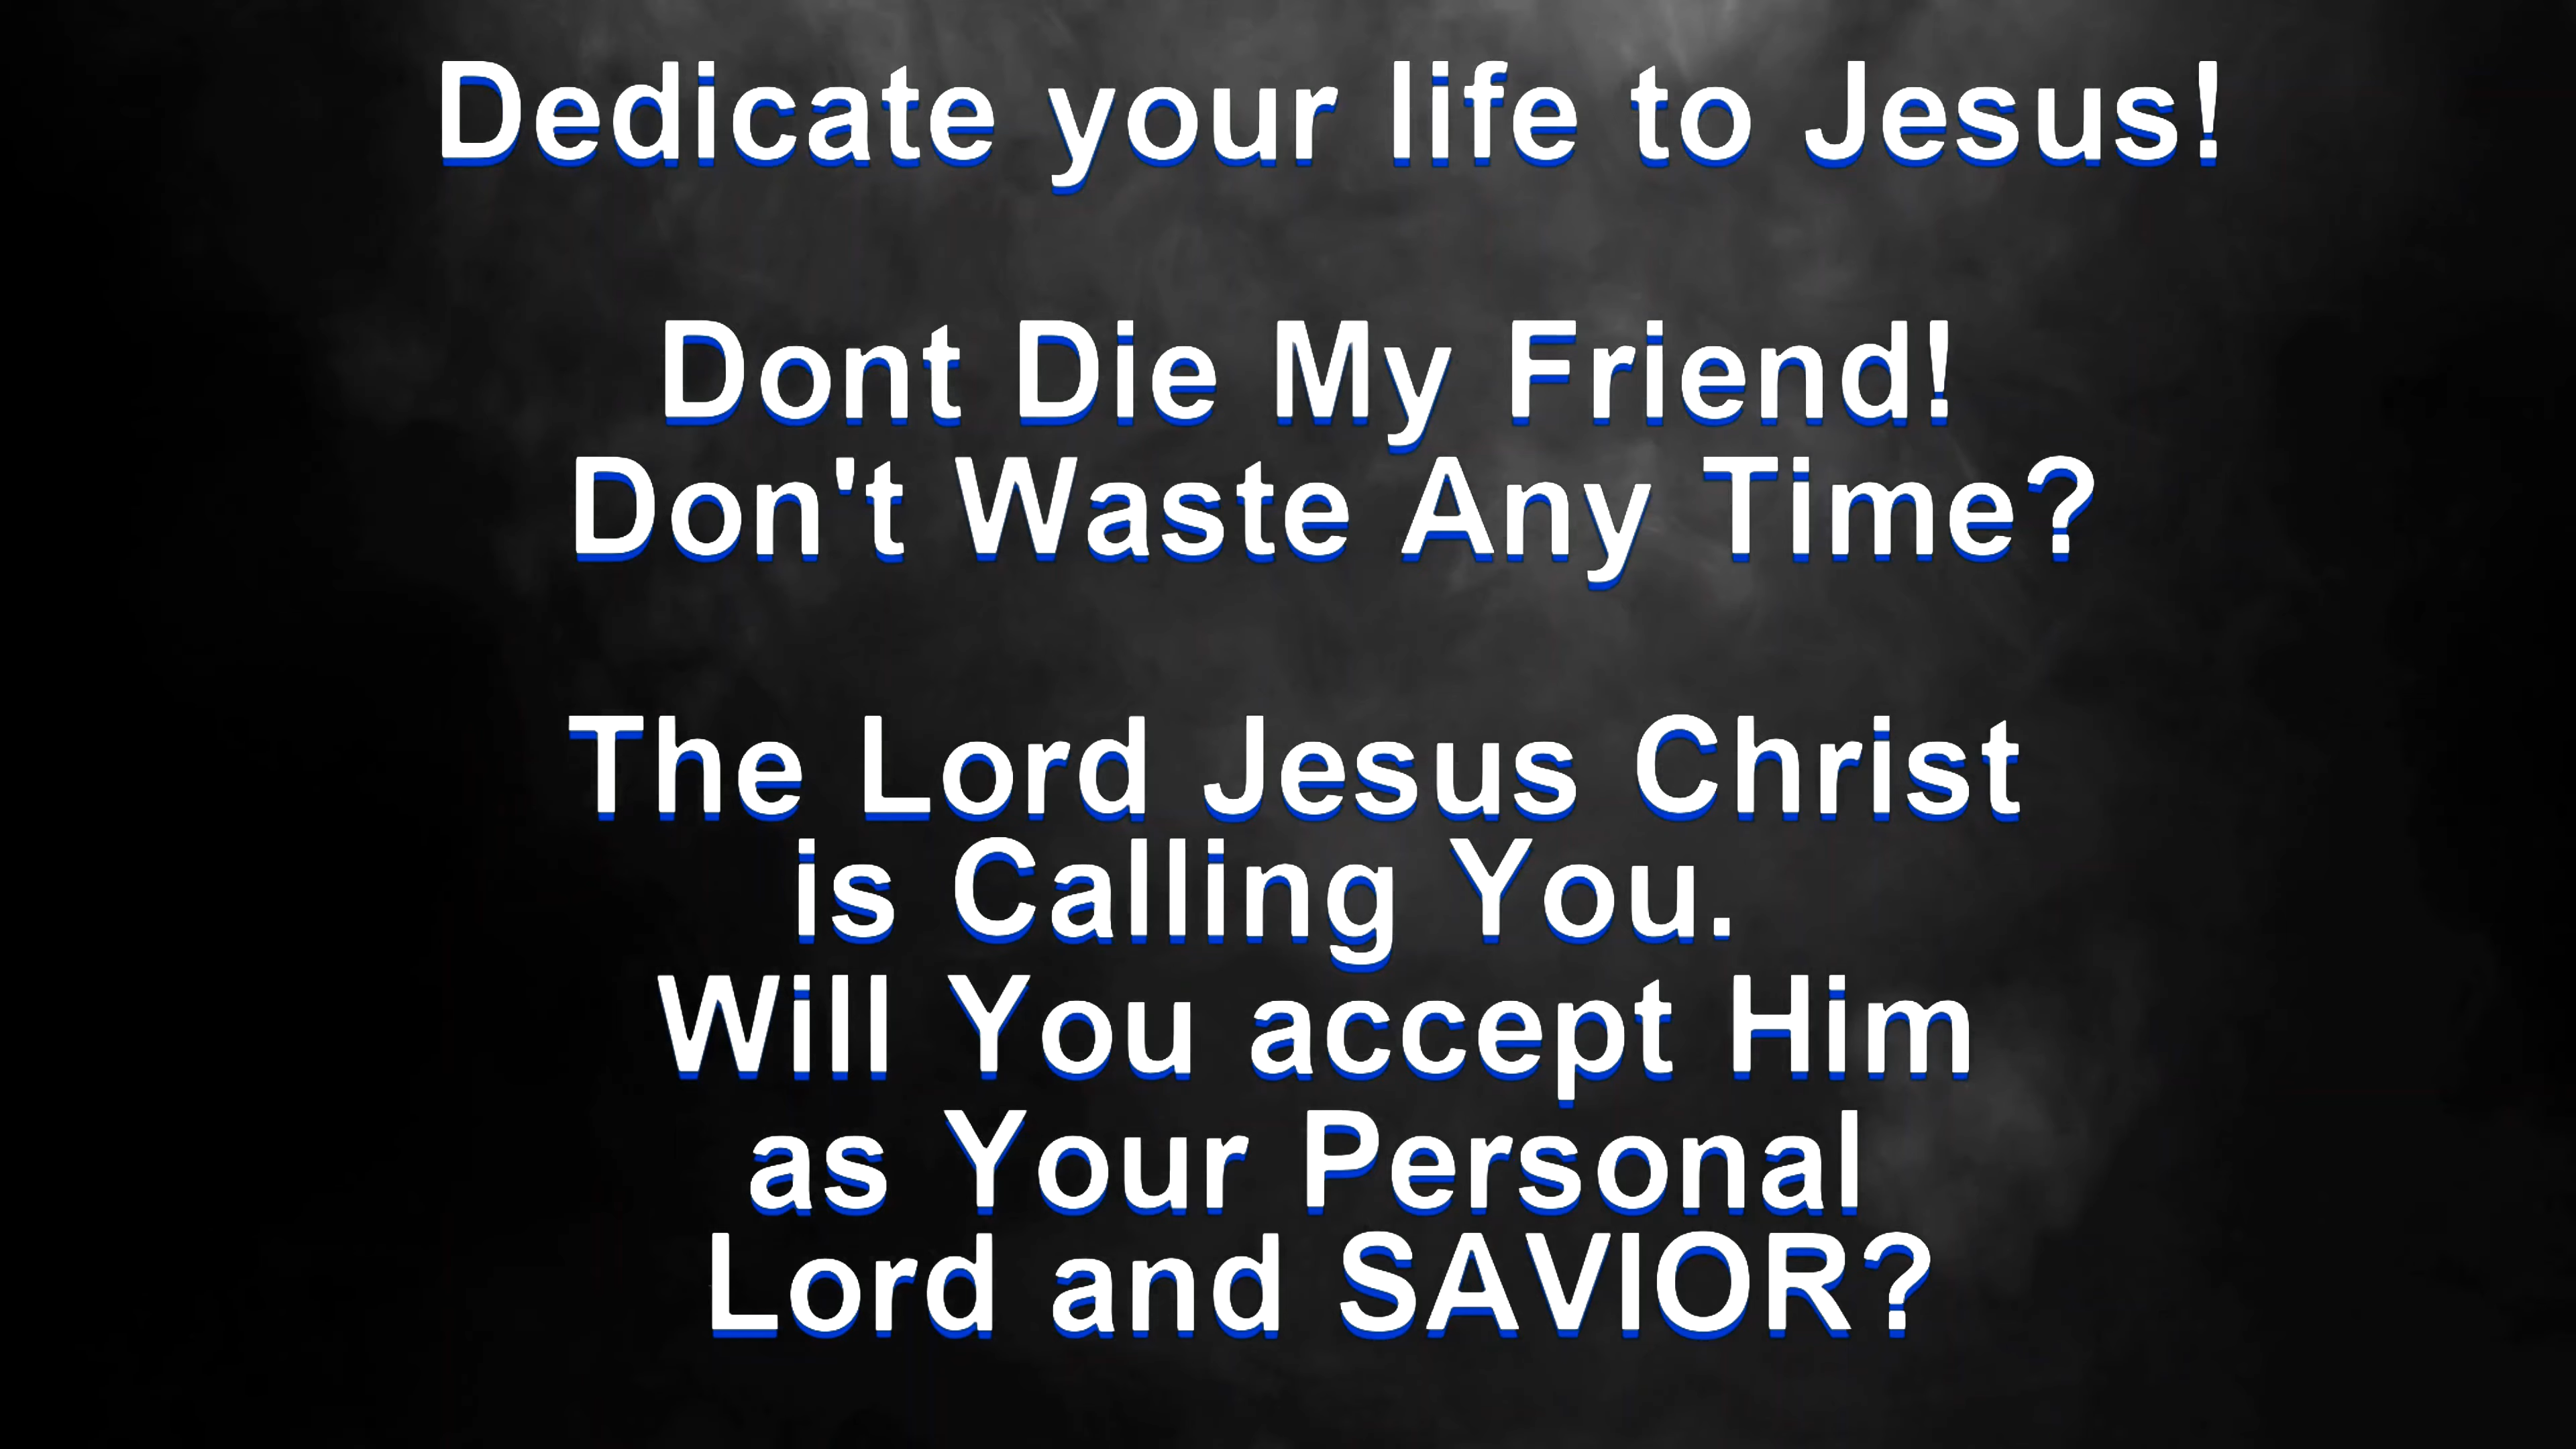 Dedicate your life to Jesus!
Dont Die My Friend!
Don't Waste Any Time?
The Lord Jesus Christ
is Calling You.
Will You accept Him
as Your Personal
Lord and SAVIOR?